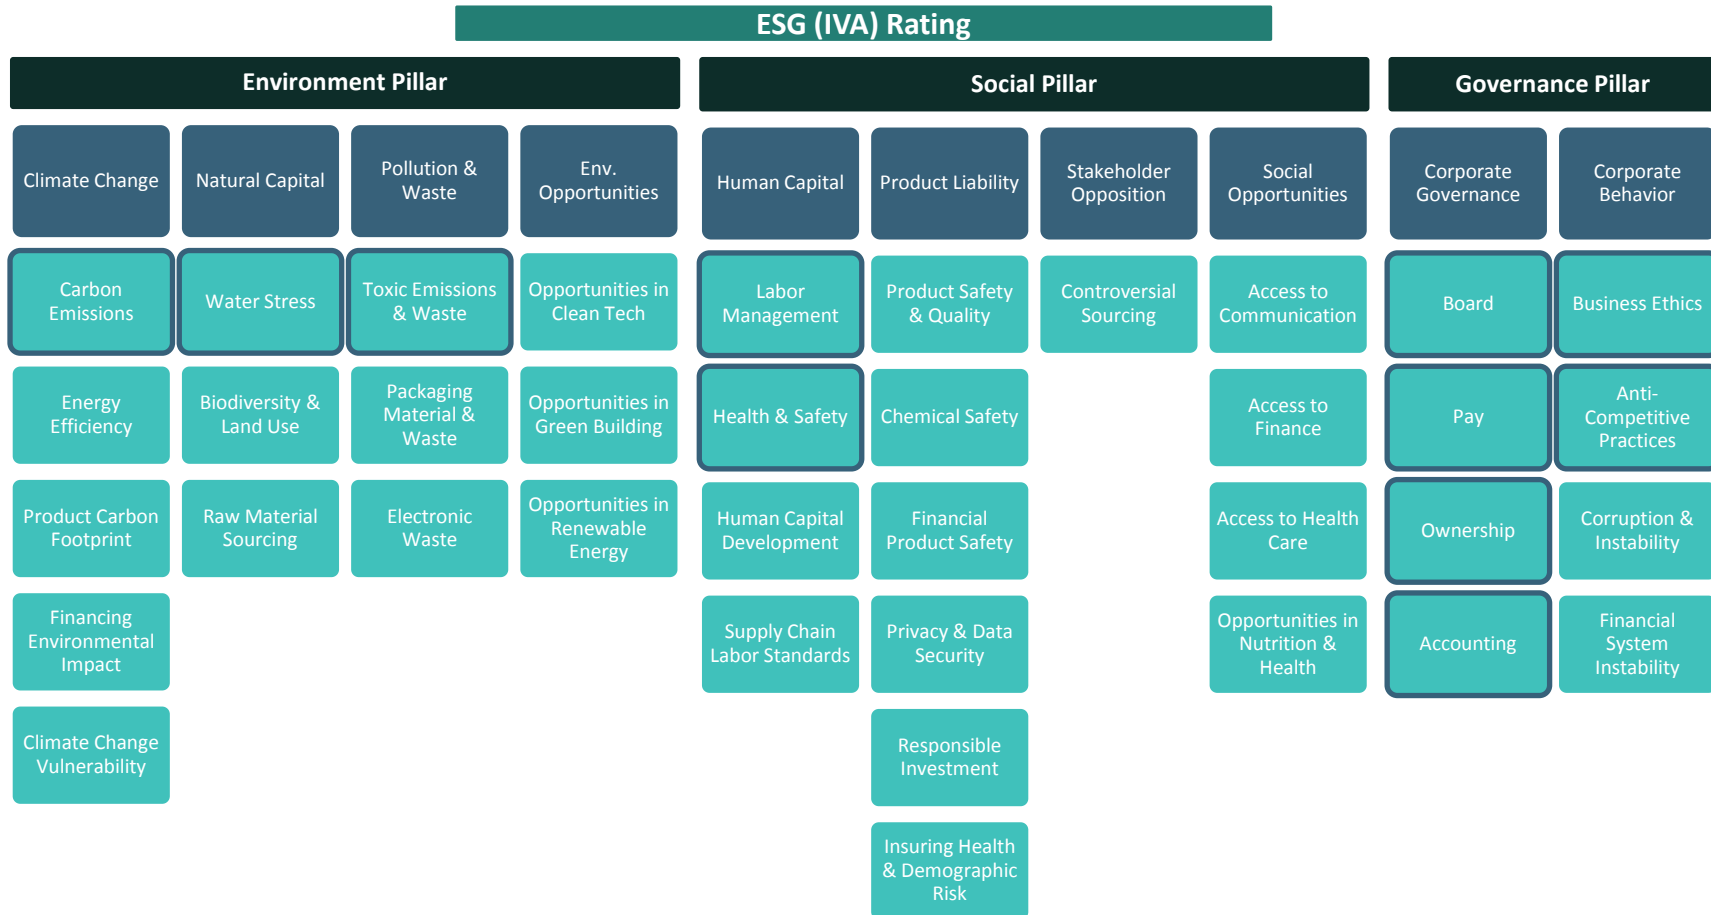 ESG (IVA) Rating
Environment Pillar
Social Pillar
Governance Pillar
Climate Change
Natural Capital
Pollution &
Waste
Env.
Opportunities
Human Capital
Product Liability
Stakeholder
Opposition
Social
Opportunities
Corporate
Governance
Corporate
Behavior
Carbon
Emissions
Water Stress
Toxic Emissions
& Waste
Opportunities in
Clean Tech
Labor
Management
Product Safety
& Quality
Controversial
Sourcing
Access to
Communication
Board
Business Ethics
Energy
Efficiency
Biodiversity &
Land Use
Packaging
Material &
Waste
Opportunities in
Green Building
Health & Safety
Chemical Safety
Access to
Finance
Pay
Anti-
Competitive
Practices
Product Carbon
Footprint
Raw Material
Sourcing
Electronic
Waste
Opportunities in
Renewable
Energy
Human Capital
Development
Financial
Product Safety
Access to Health
Care
Ownership
Corruption &
Instability
Financing
Environmental
Impact
Supply Chain
Labor Standards
Privacy & Data
Security
Opportunities in
Nutrition &
Health
Accounting
Financial
System
Instability
Climate Change
Vulnerability
Responsible
Investment
Insuring Health
& Demographic
Risk